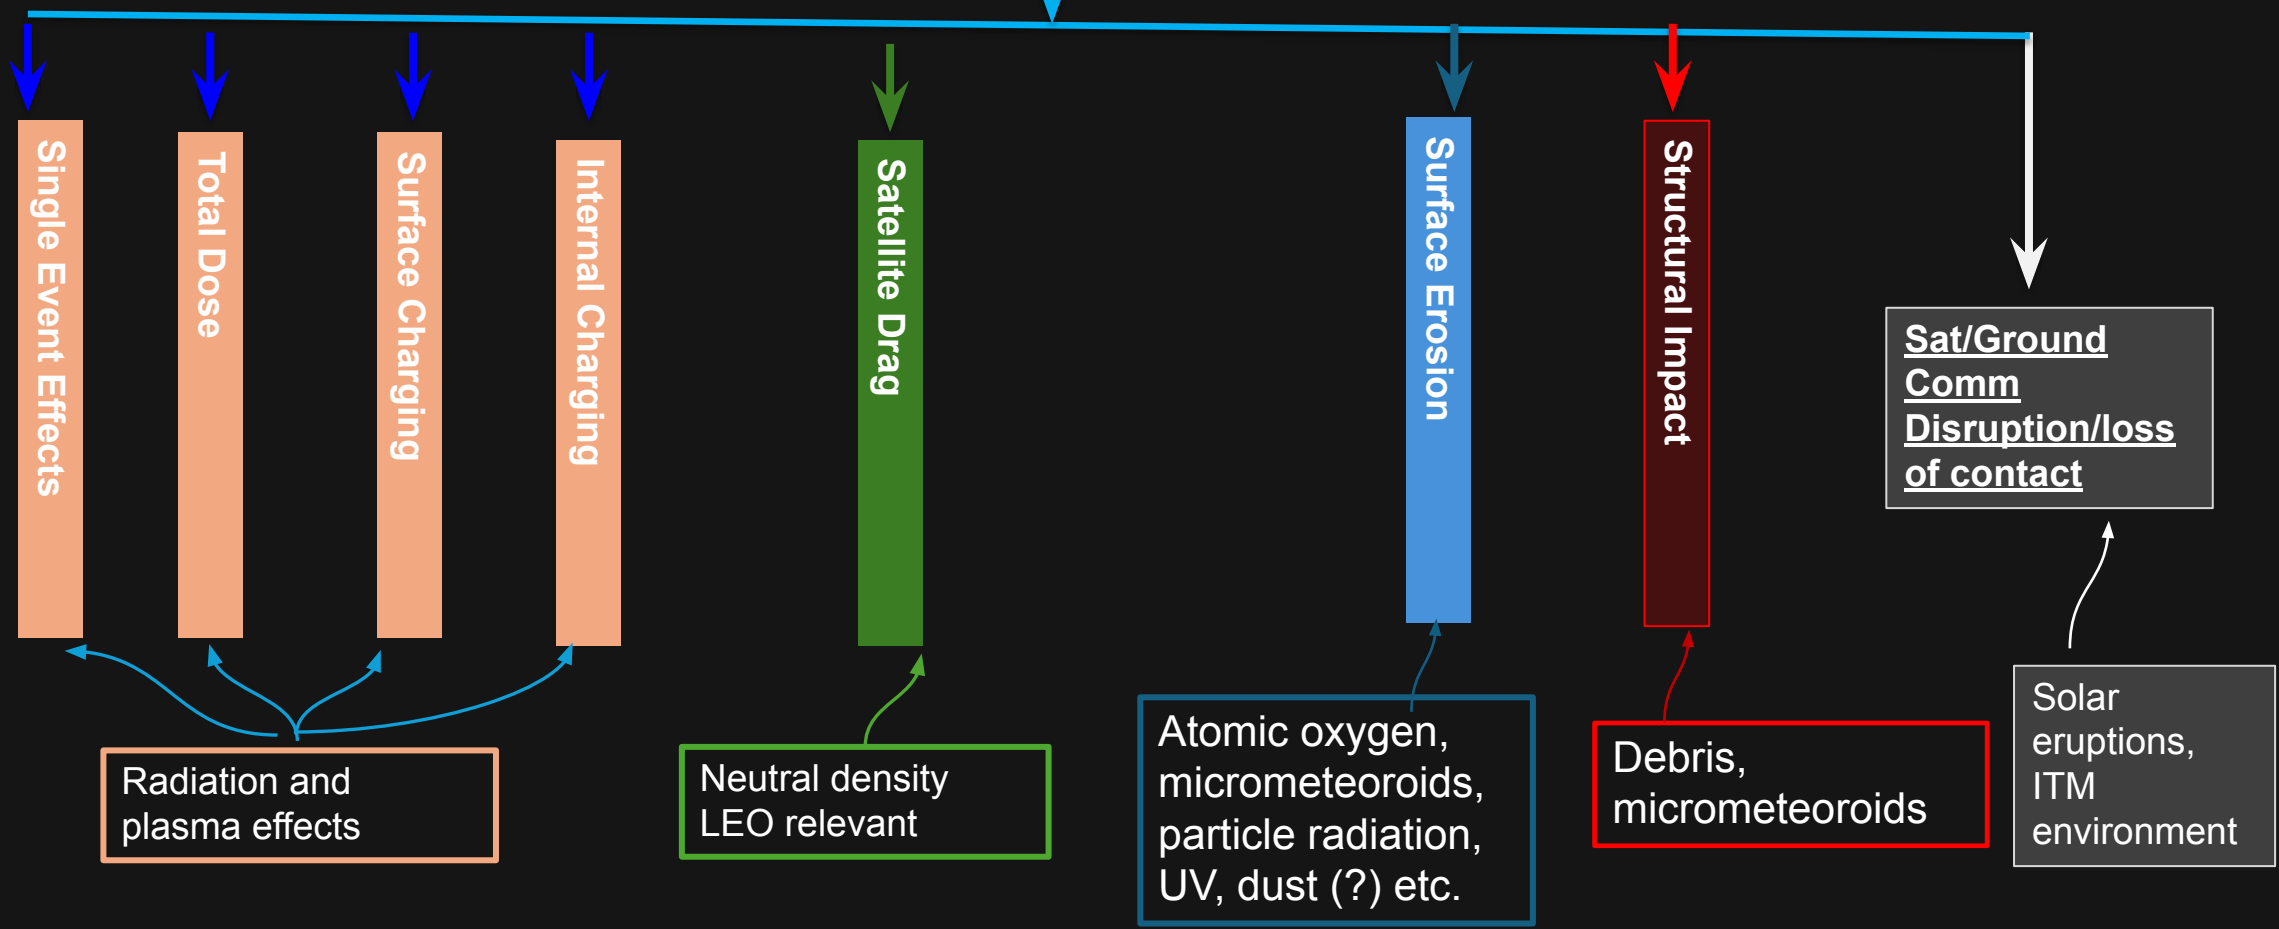 Single Event Effects
Total Dose
Surface Charging
Internal Charging
Satellite Drag
Surface Erosion
Structural Impact
Sat/Ground
Comm
Disruption/loss
of contact
Radiation and
plasma effects
Neutral density
LEO relevant
Atomic oxygen,
micrometeoroids,
particle radiation,
UV, dust (?) etc.
Debris,
micrometeoroids
Solar
eruptions,
ITM
environment